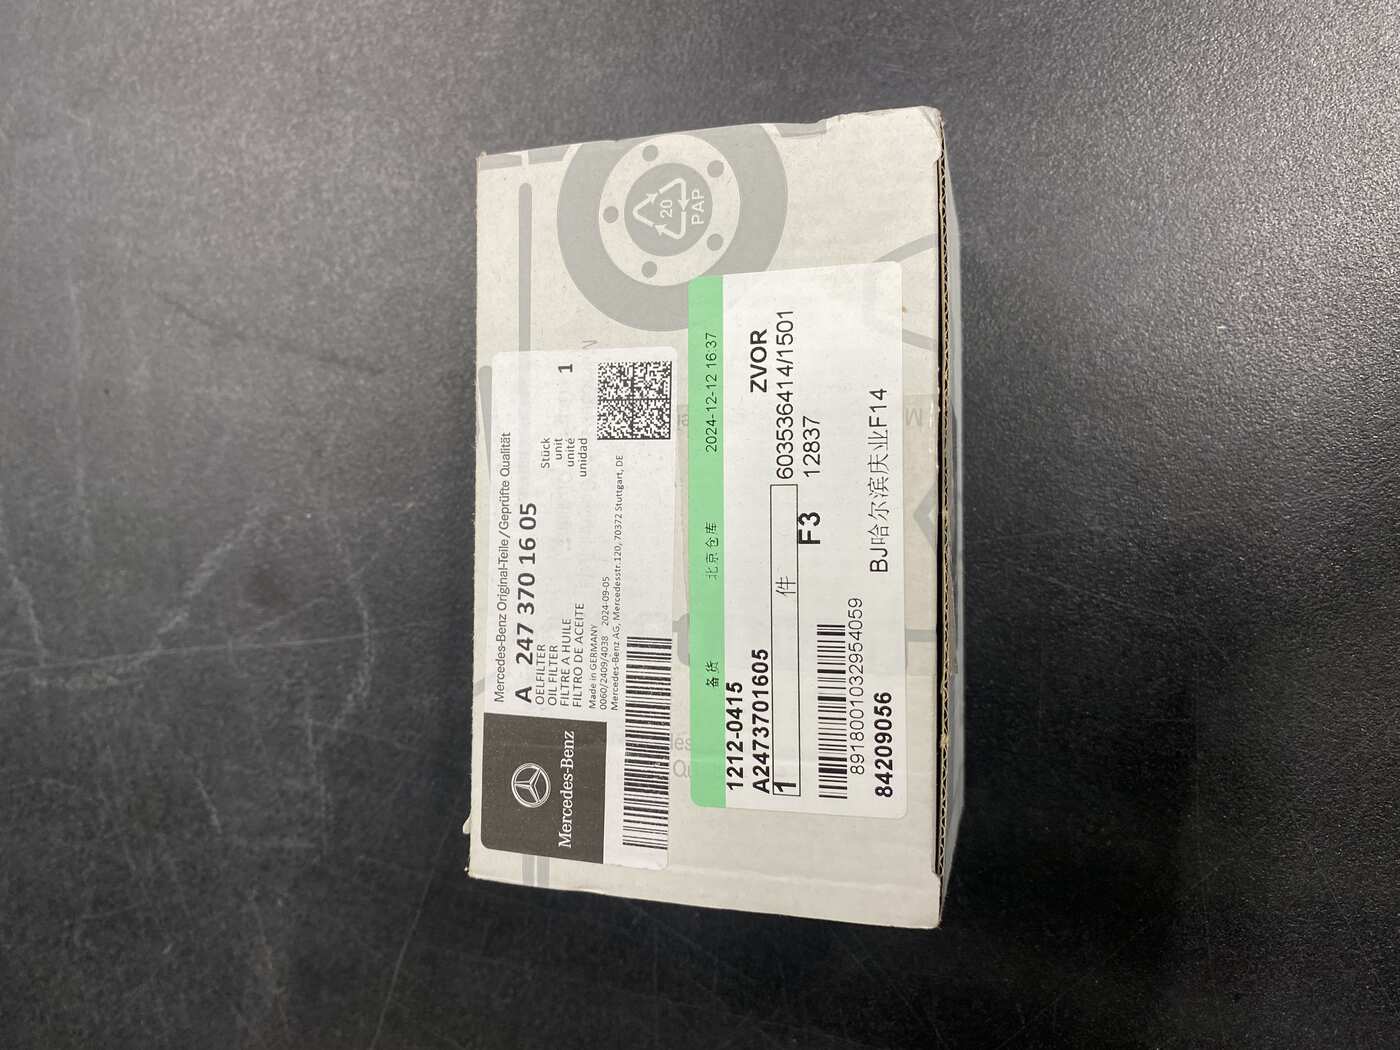 20
PAP
Mercedes-Benz
Mercedes-Benz Original-Teile/Geprüfte Qualität
A 247 370 16 05
OELFILTER
OIL FILTER
FILTRE A HUILE
FILTRO DE ACEITE
Stück
unit
unité
unidad
1
Made in GERMANY
0060/2409/4038 2024-09-05
Mercedes-Benz AG, Mercedesstr. 120, 70372 Stuttgart, DE
备货 北京仓库 2024-12-12 16:37
1212-0415
A2473701605 ZVOR
1 件 6035364141/1501
F3 12837
89180010329540​59
84209056 BJ哈尔滨庆业F14